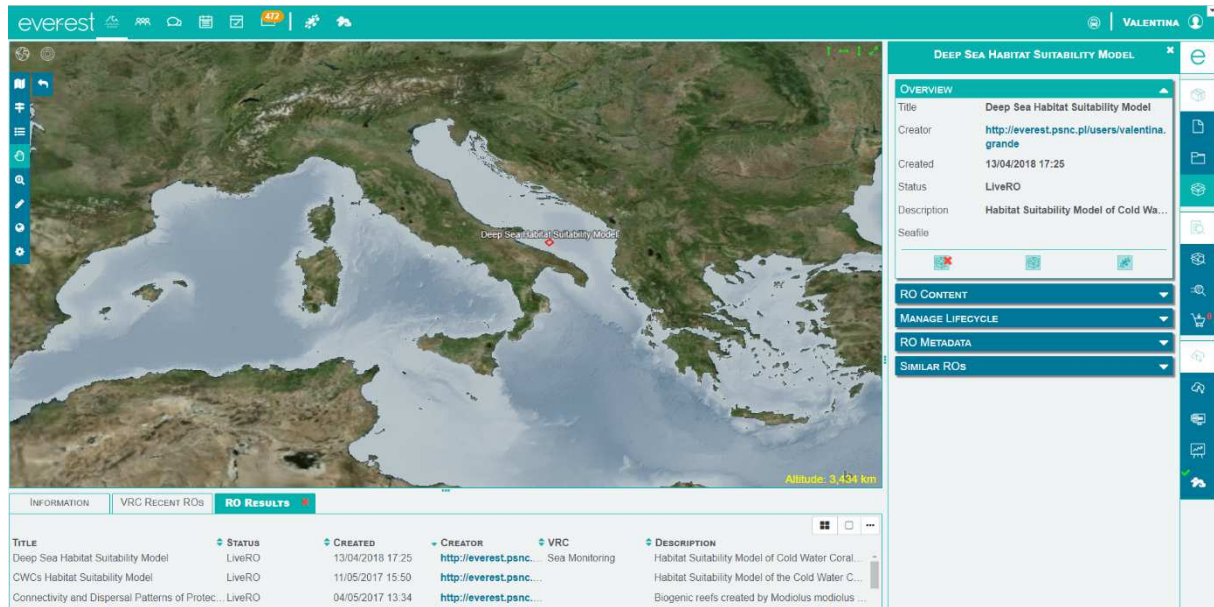 everest
472
VALENTINA
Deep Sea Habitat Suitability Model
Altitude: 3,434 km
DEEP SEA HABITAT SUITABILITY MODEL
OVERVIEW
Title Deep Sea Habitat Suitability Model
Creator http://everest.psnc.pl/users/valentina.
grande
Created 13/04/2018 17:25
Status LiveRO
Description Habitat Suitability Model of Cold Wa...
Seafile
RO CONTENT
MANAGE LIFECYCLE
RO METADATA
SIMILAR ROS
e
INFORMATION VRC RECENT ROS RO RESULTS
TITLE STATUS CREATED CREATOR VRC DESCRIPTION
Deep Sea Habitat Suitability Model LiveRO 13/04/2018 17:25 http://everest.psnc.... Sea Monitoring Habitat Suitability Model of Cold Water Coral...
CWCs Habitat Suitability Model LiveRO 11/05/2017 15:50 http://everest.psnc.... Habitat Suitability Model of the Cold Water C...
Connectivity and Dispersal Patterns of Protec... LiveRO 04/05/2017 13:34 http://everest.psnc.... Biogenic reefs created by Modiolus modiolus ...